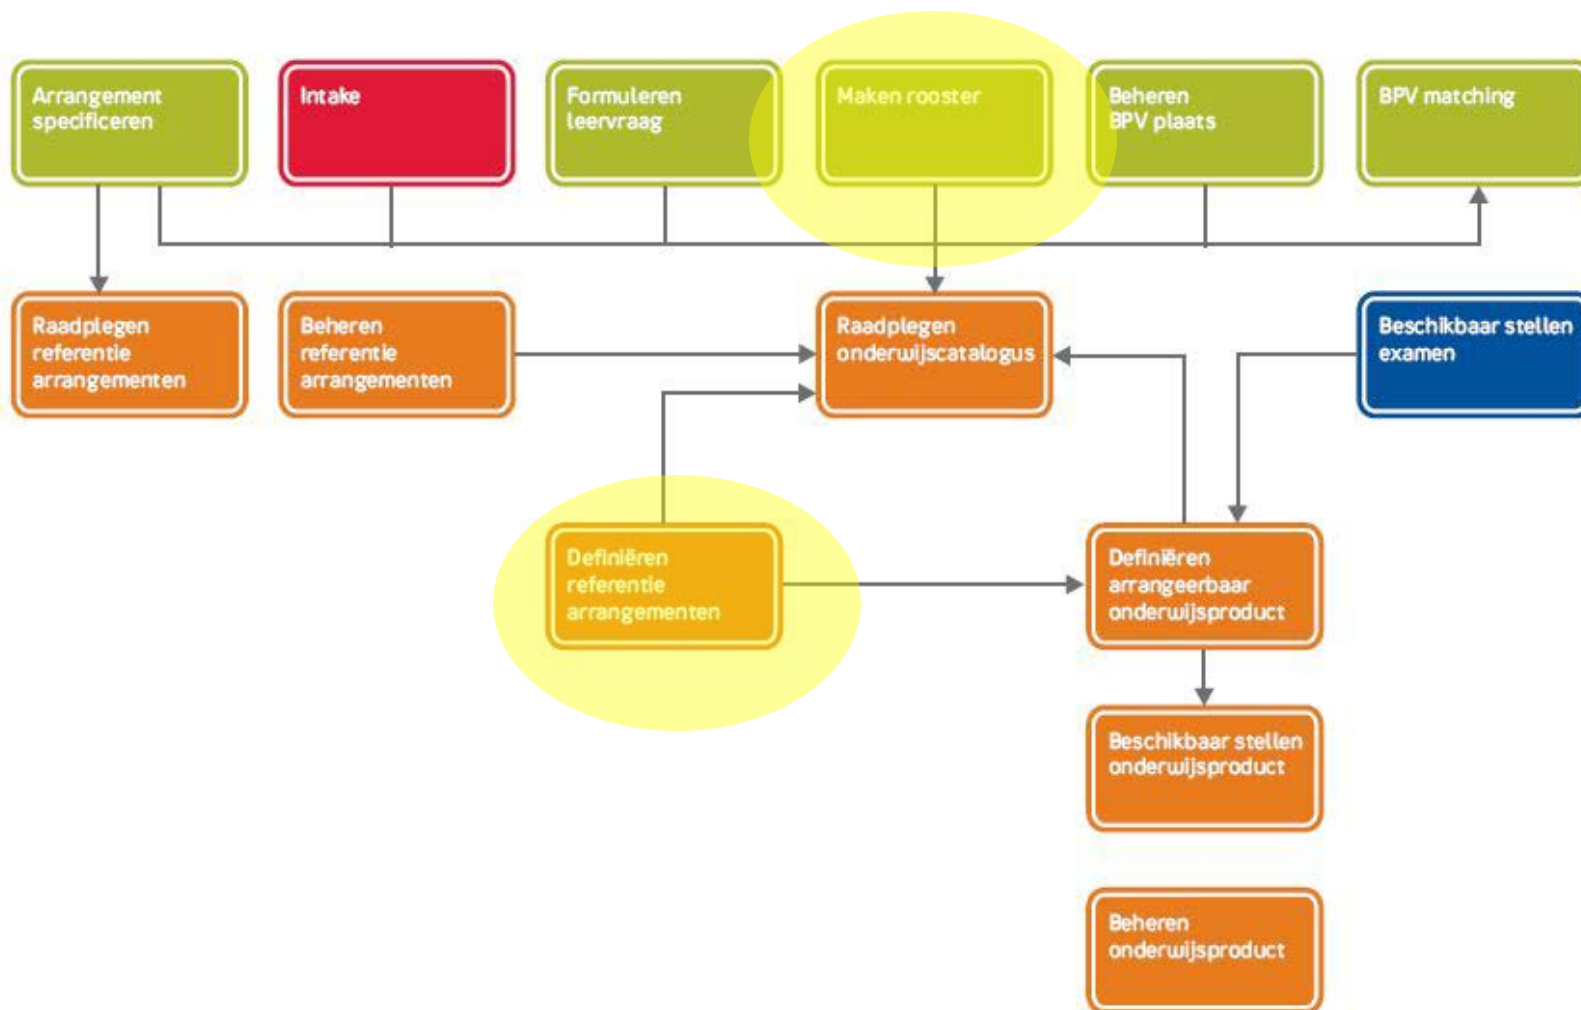 Arrangement
specificeren
Intake
Formuleren
leervraag
Maken rooster
Beheren
BPV plaats
BPV matching
Raadplegen
referentie
arrangementen
Beheren
referentie
arrangementen
Raadplegen
onderwijscatalogus
Beschikbaar stellen
examen
Definiëren
referentie
arrangementen
Definiëren
arrangeerbaar
onderwijsproduct
Beschikbaar stellen
onderwijsproduct
Beheren
onderwijsproduct